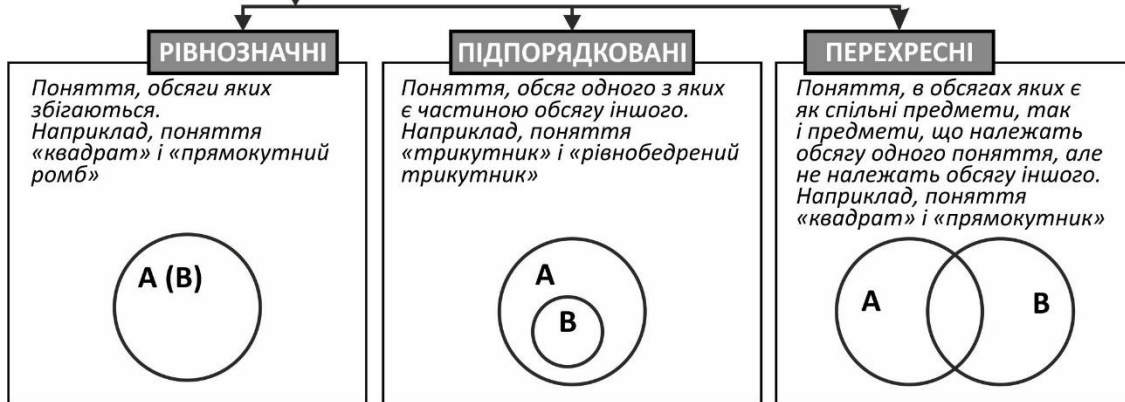 РІВНОЗНАЧНІ
Поняття, обсяги яких
збігаються.
Наприклад, поняття
«квадрат» і «прямокутний
ромб»
A (B)
ПІДПОРЯДКОВАНІ
Поняття, обсяг одного з яких
є частиною обсягу іншого.
Наприклад, поняття
«трикутник» і «рівнобедрений
трикутник»
A
B
ПЕРЕХРЕСНІ
Поняття, в обсягах яких є
як спільні предмети, так
і предмети, що належать
обсягу одного поняття, але
не належать обсягу іншого.
Наприклад, поняття
«квадрат» і «прямокутник»
A
B